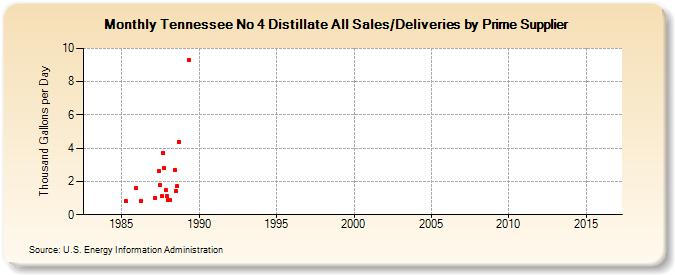 Monthly Tennessee No 4 Distillate All Sales/Deliveries by Prime Supplier
Thousand Gallons per Day
10
8
6
4
2
0
1985 1990 1995 2000 2005 2010 2015
Source: U.S. Energy Information Administration